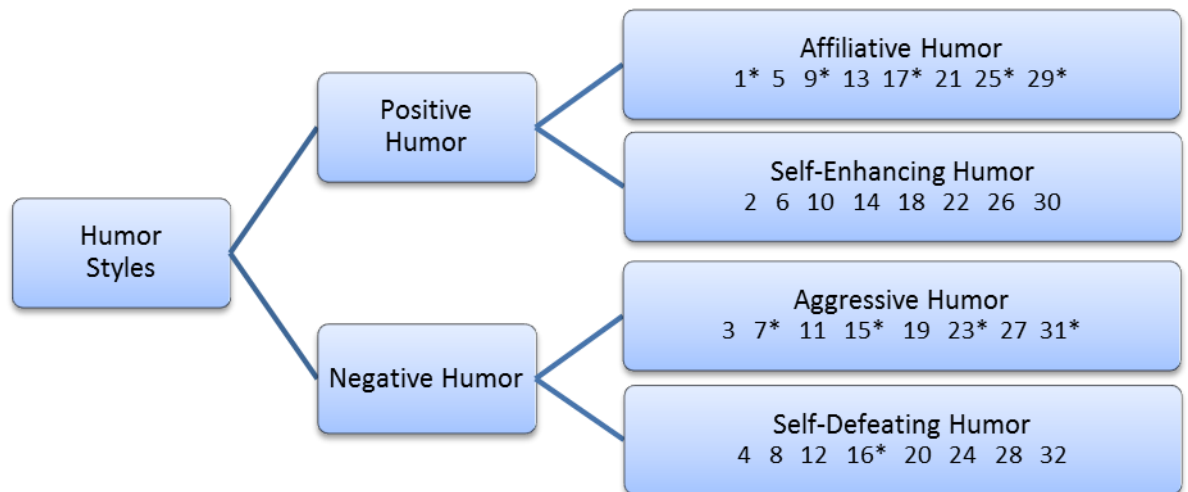 Affiliative Humor
1* 5 9* 13 17* 21 25* 29*
Positive
Humor
Self-Enhancing Humor
2 6 10 14 18 22 26 30
Humor
Styles
Aggressive Humor
3 7* 11 15* 19 23* 27 31*
Negative Humor
Self-Defeating Humor
4 8 12 16* 20 24 28 32